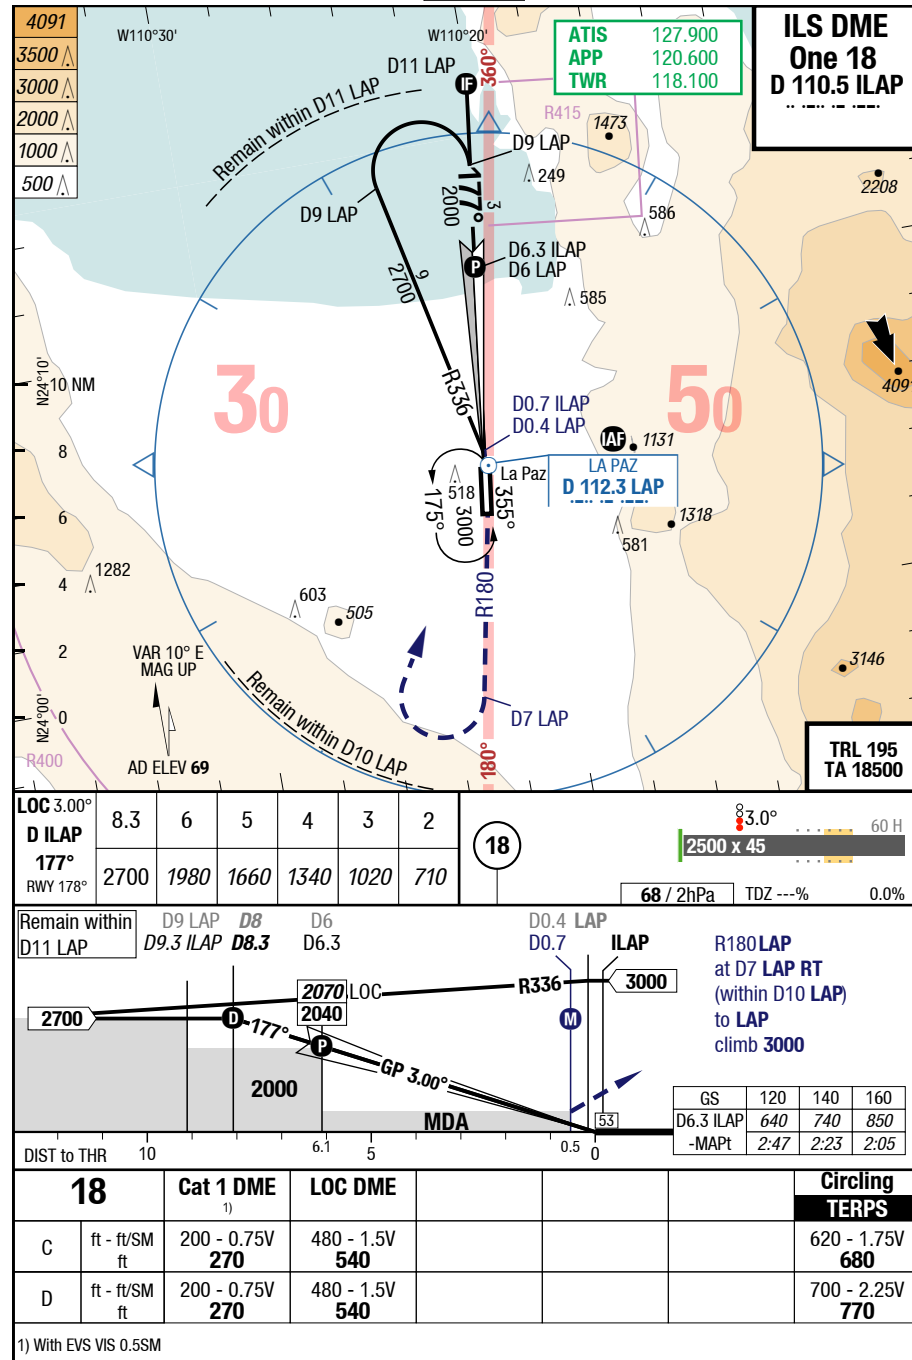 4091
3500
3000
2000
1000
500
W110°30'
W110°20'
ATIS 127.900
APP 120.600
TWR 118.100
ILS DME
One 18
D 110.5 ILAP
D11 LAP
IF
360°
Remain within D11 LAP
R415
1473
D9 LAP
249
2208
D9 LAP
177°
3
2000
586
D6.3 ILAP
D6 LAP
P
9
2700
585
N24°10'
10 NM
30
50
4091
R336
D0.7 ILAP
D0.4 LAP
IAF
1131
8
La Paz
LA PAZ
D 112.3 LAP
518
175°
3000
355°
6
1318
581
1282
4
603
505
R180
2
VAR 10° E
MAG UP
3146
Remain within D10 LAP
D7 LAP
N24°00'
0
R400
AD ELEV 69
180°
TRL 195
TA 18500
LOC 3.00°
D ILAP
177°
RWY 178°
8.3 6 5 4 3 2
2700 1980 1660 1340 1020 710
18
3.0°
60 H
2500 x 45
68 / 2hPa
TDZ ---%
0.0%
Remain within
D11 LAP
D9 LAP D8 D6 D0.4 LAP
D9.3 ILAP D8.3 D6.3 D0.7 ILAP
R180 LAP
at D7 LAP RT
(within D10 LAP)
to LAP
climb 3000
2070 LOC
2040
R336
3000
2700
D
177°
P
M
GP 3.00°
2000
MDA
53
GS 120 140 160
D6.3 ILAP 640 740 850
-MAPt 2:47 2:23 2:05
DIST to THR 10 6.1 5 0.5 0
18 Cat 1 DME 1) LOC DME Circling
TERPS
C ft - ft/SM 200 - 0.75V 480 - 1.5V 620 - 1.75V
ft 270 540 680
D ft - ft/SM 200 - 0.75V 480 - 1.5V 700 - 2.25V
ft 270 540 770
1) With EVS VIS 0.5SM